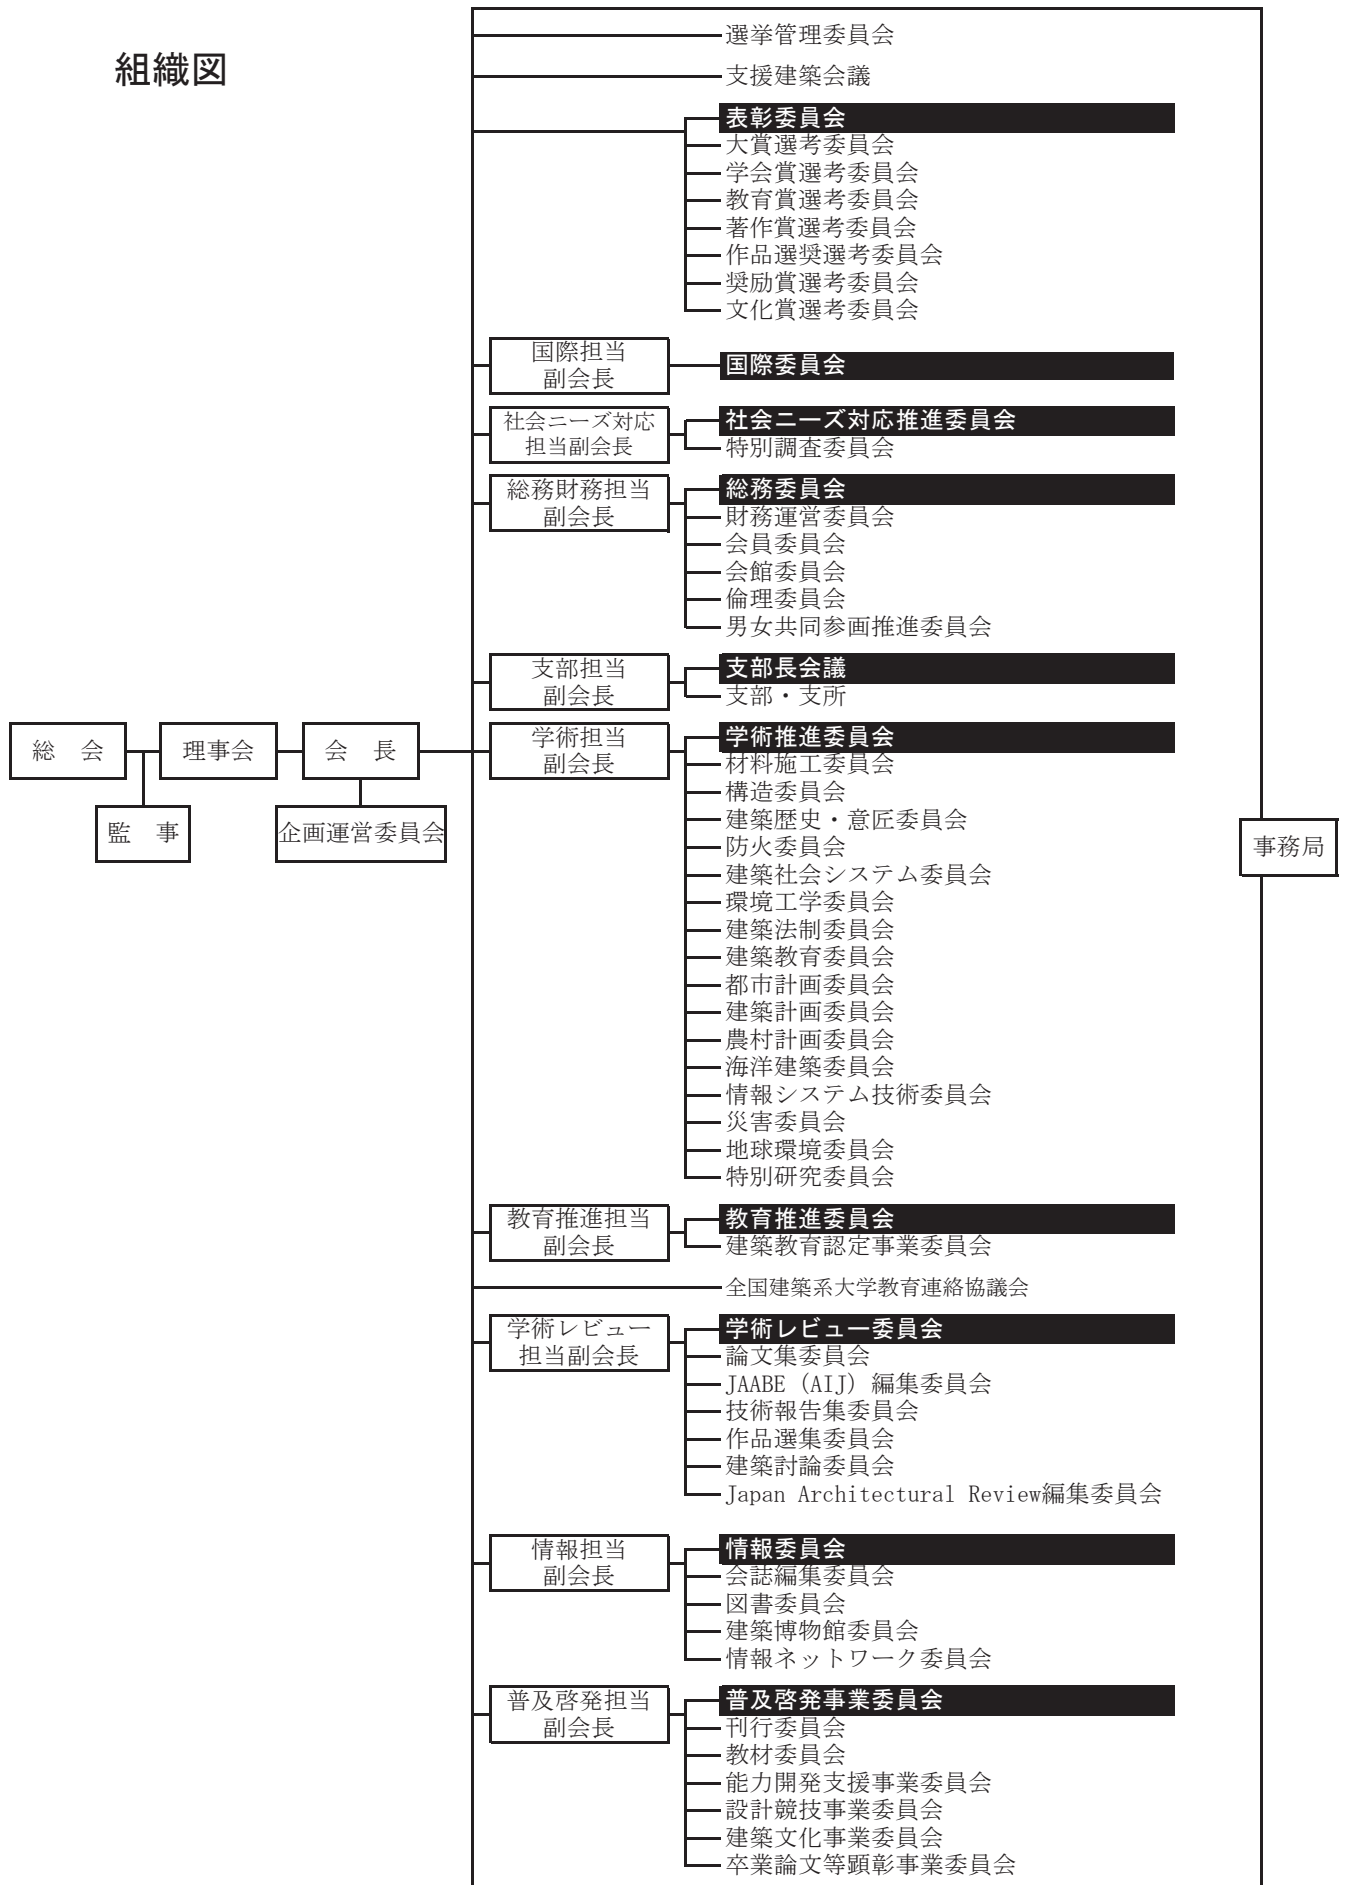 組織図
選挙管理委員会
支援建築会議
表彰委員会
大賞選考委員会
学会賞選考委員会
教育賞選考委員会
著作賞選考委員会
作品選奨選考委員会
奨励賞選考委員会
文化賞選考委員会
国際担当
副会長
国際委員会
社会ニーズ対応
担当副会長
社会ニーズ対応推進委員会
特別調査委員会
総務財務担当
副会長
総務委員会
財務運営委員会
会員委員会
会館委員会
倫理委員会
男女共同参画推進委員会
支部担当
副会長
支部長会議
支部・支所
総　会
理事会
会　長
監　事
企画運営委員会
学術担当
副会長
学術推進委員会
材料施工委員会
構造委員会
建築歴史・意匠委員会
防火委員会
建築社会システム委員会
環境工学委員会
建築法制委員会
建築教育委員会
都市計画委員会
建築計画委員会
農村計画委員会
海洋建築委員会
情報システム技術委員会
災害委員会
地球環境委員会
特別研究委員会
事務局
教育推進担当
副会長
教育推進委員会
建築教育認定事業委員会
全国建築系大学教育連絡協議会
学術レビュー
担当副会長
学術レビュー委員会
論文集委員会
JAABE（AIJ）編集委員会
技術報告集委員会
作品選集委員会
建築討論委員会
Japan Architectural Review編集委員会
情報担当
副会長
情報委員会
会誌編集委員会
図書委員会
建築博物館委員会
情報ネットワーク委員会
普及啓発担当
副会長
普及啓発事業委員会
刊行委員会
教材委員会
能力開発支援事業委員会
設計競技事業委員会
建築文化事業委員会
卒業論文等顕彰事業委員会